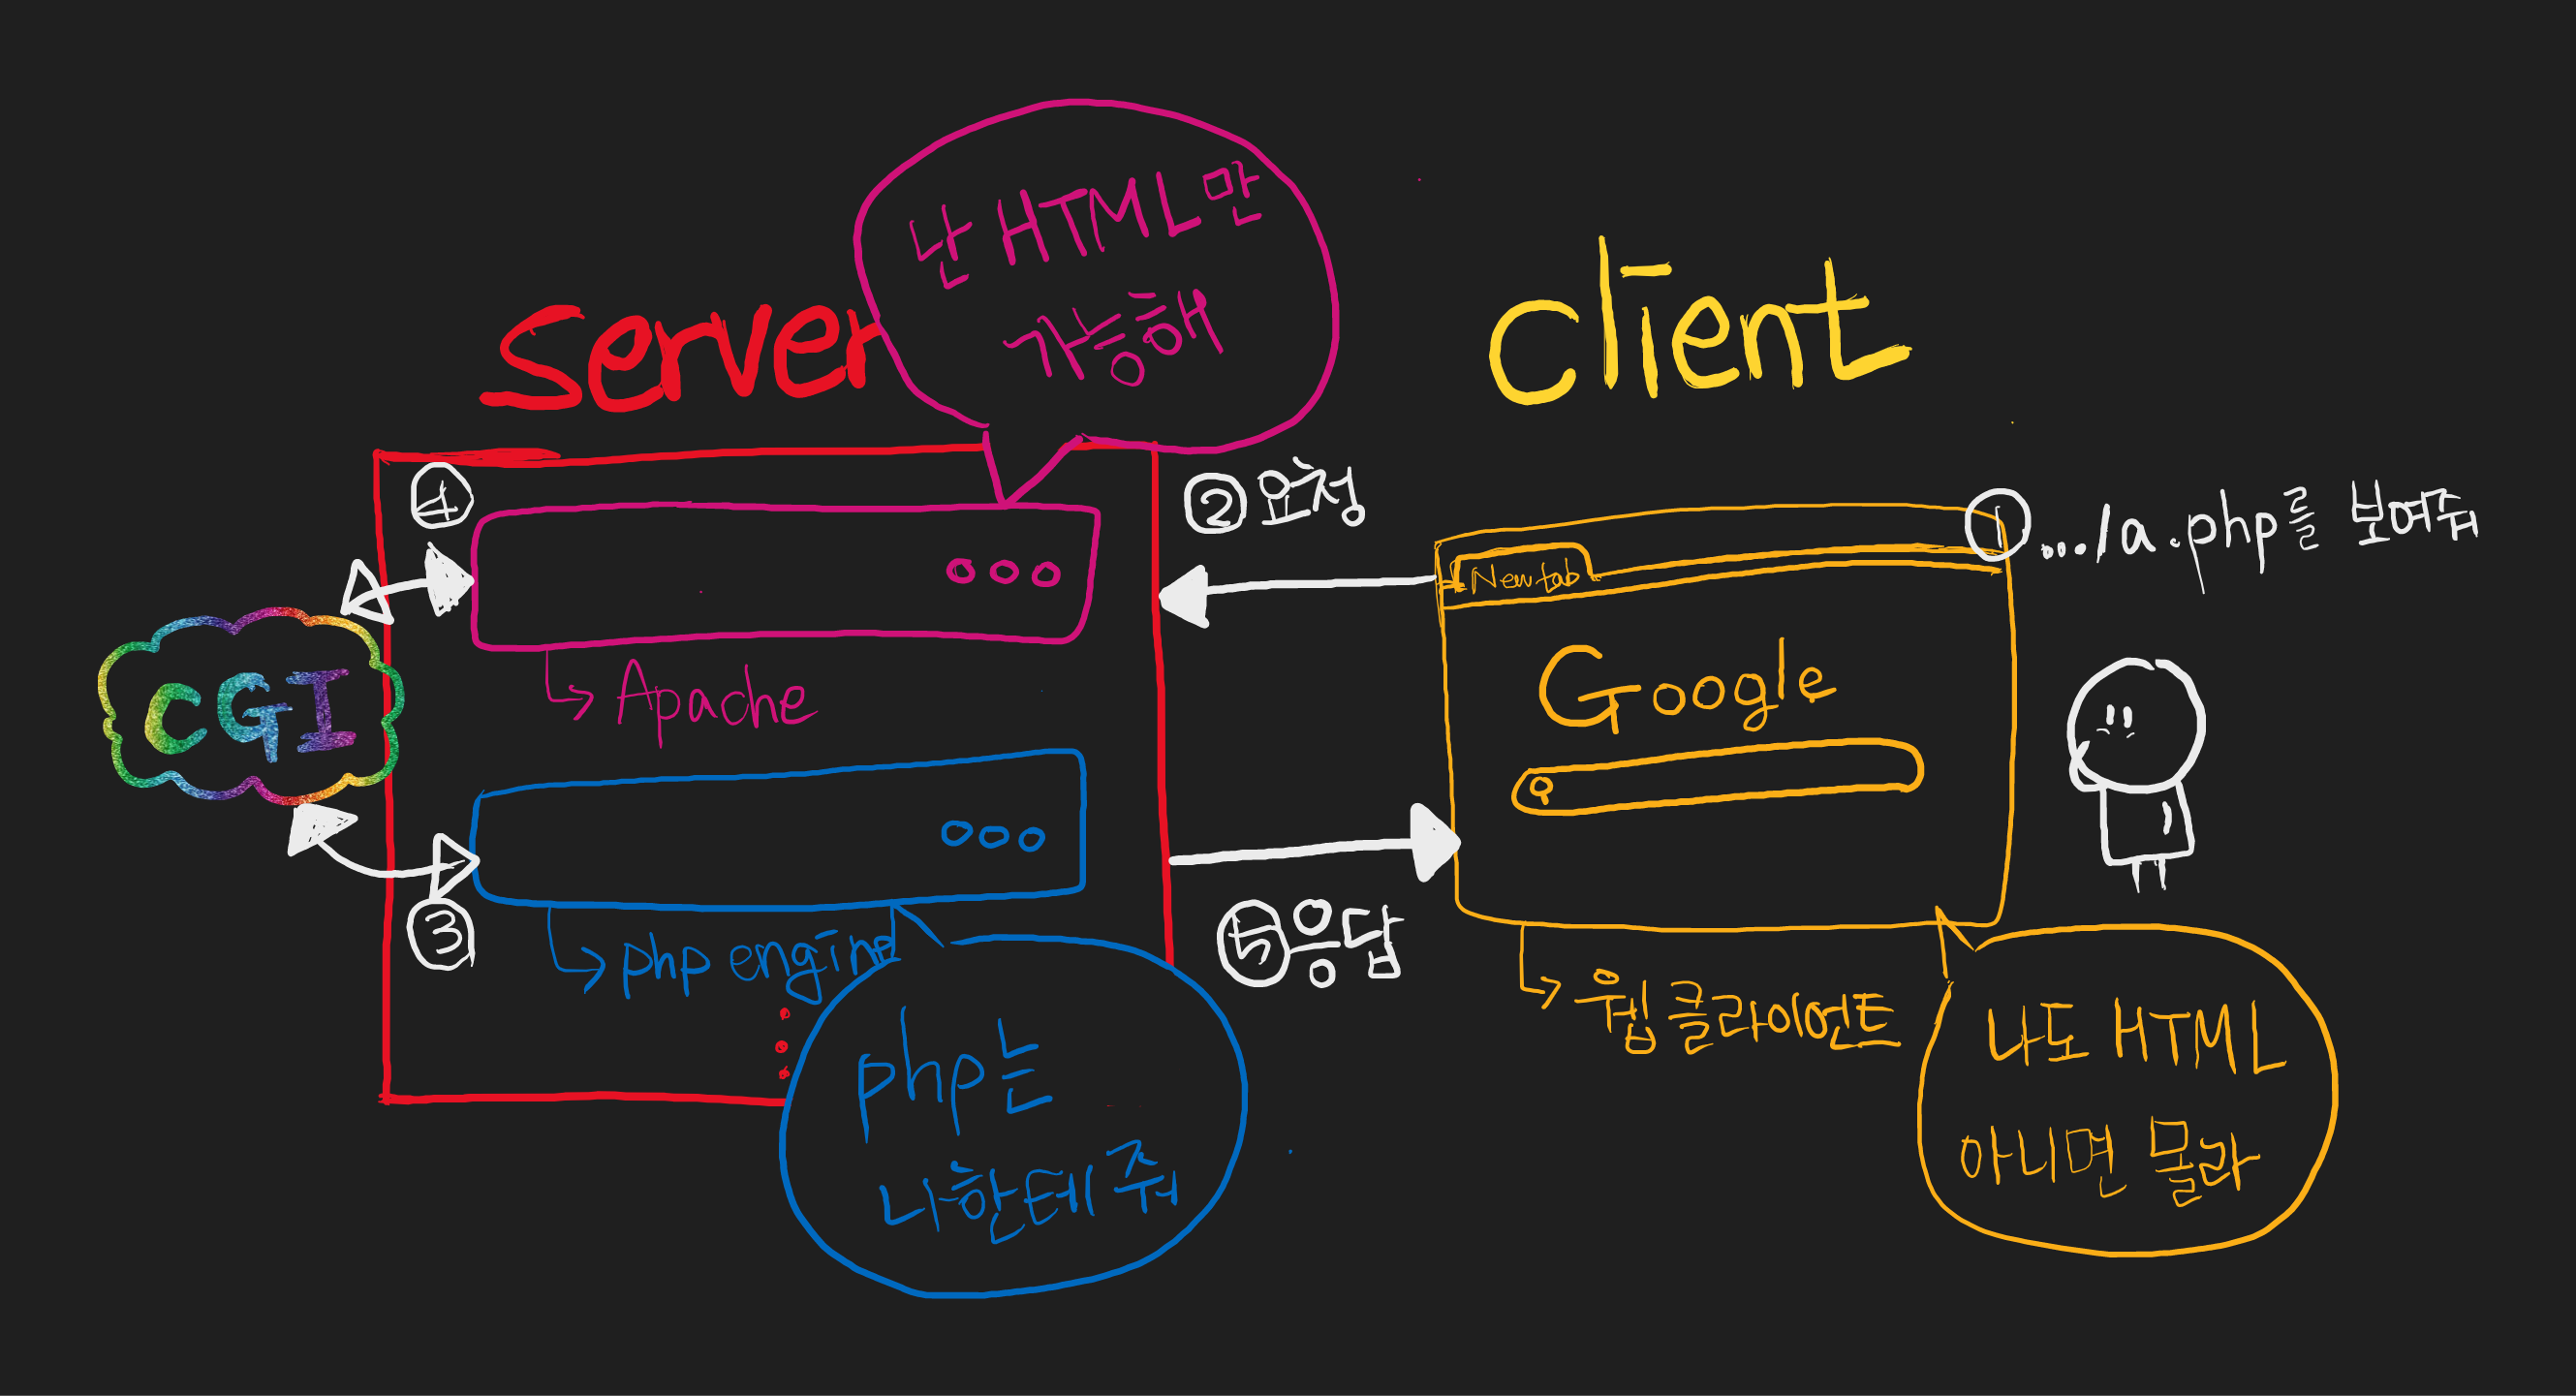 난 HTML만
가능해
server
client
④
② 요청
① .../a.php를 보여줘
New tab
Google
CGI
↳ Apache
③
↳ php engine
⑤ 응답
↳ 웹 클라이언트
php는
나한테 줘
나도 HTML
아니면 몰라